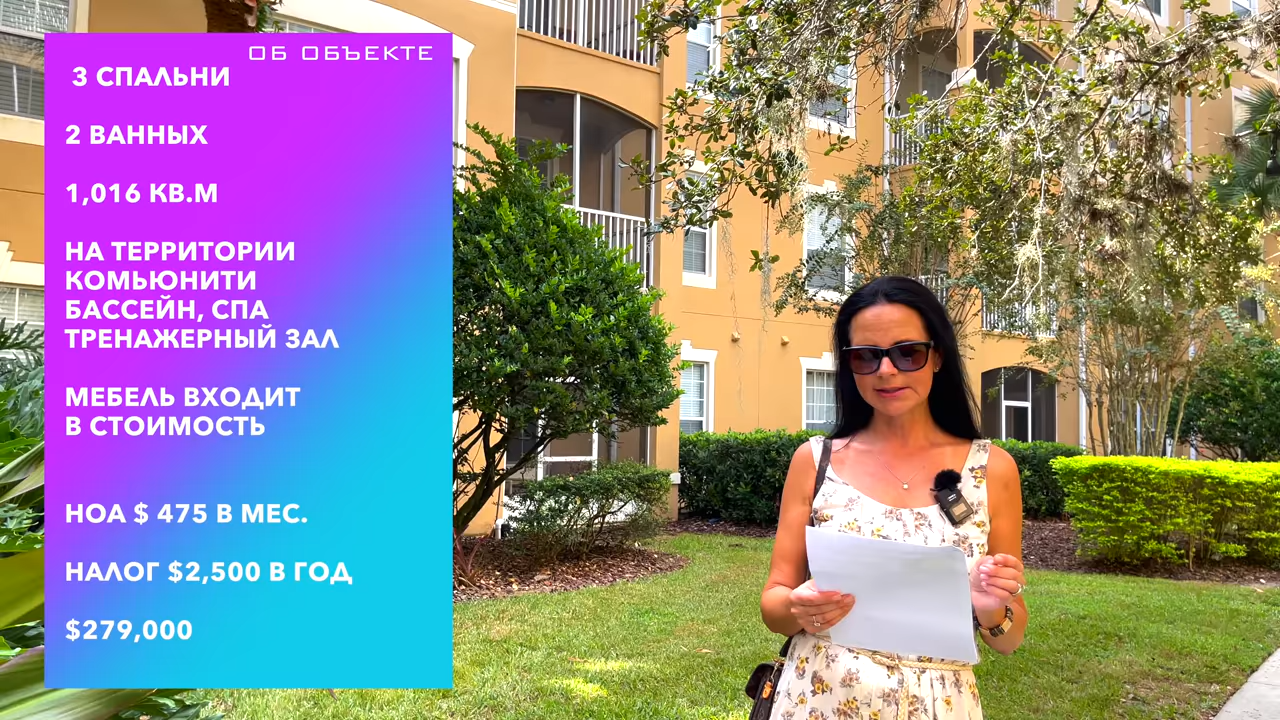 ОБ ОБЪЕКТЕ
3 СПАЛЬНИ
2 ВАННЫХ
1,016 КВ.М
НА ТЕРРИТОРИИ
КОМЬЮНИТИ
БАССЕЙН, СПА
ТРЕНАЖЕРНЫЙ ЗАЛ
МЕБЕЛЬ ВХОДИТ
В СТОИМОСТЬ
HOA $ 475 В МЕС.
НАЛОГ $2,500 В ГОД
$279,000